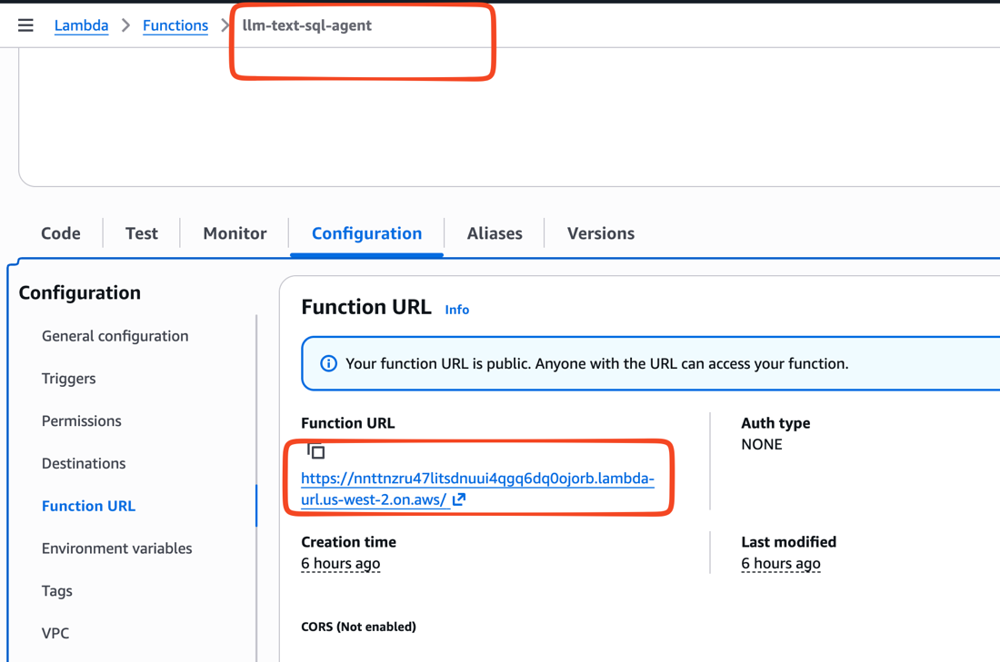 Lambda > Functions > llm-text-sql-agent
Code
Test
Monitor
Configuration
Aliases
Versions
Configuration
General configuration
Triggers
Permissions
Destinations
Function URL
Environment variables
Tags
VPC
Function URL Info
Your function URL is public. Anyone with the URL can access your function.
Function URL
https://nnttnzru47litsdnuui4qgq6dq0ojorb.lambda-
url.us-west-2.on.aws/
Auth type
NONE
Creation time
6 hours ago
Last modified
6 hours ago
CORS (Not enabled)